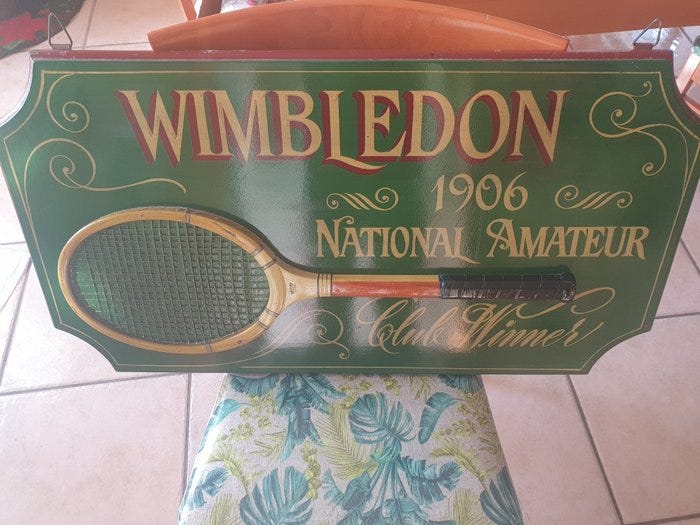 WIMBLEDON
1906
NATIONAL AMATEUR
Club Winner